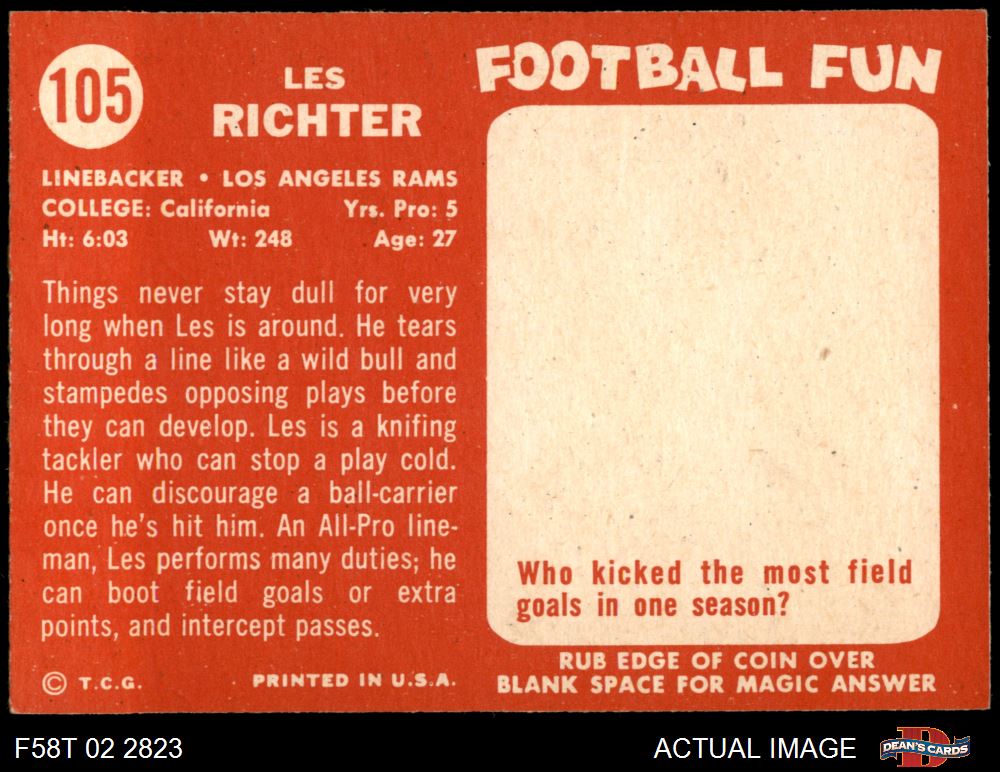 105
LES
RICHTER
LINEBACKER • LOS ANGELES RAMS
COLLEGE: California Yrs. Pro: 5
Ht: 6:03 Wt: 248 Age: 27
Things never stay dull for very
long when Les is around. He tears
through a line like a wild bull and
stampedes opposing plays before
they can develop. Les is a knifing
tackler who can stop a play cold.
He can discourage a ball-carrier
once he's hit him. An All-Pro line-
man, Les performs many duties; he
can boot field goals or extra
points, and intercept passes.
© T.C.G. PRINTED IN U.S.A.
FOOTBALL FUN
Who kicked the most field
goals in one season?
RUB EDGE OF COIN OVER
BLANK SPACE FOR MAGIC ANSWER
F58T 02 2823
ACTUAL IMAGE
D
DEAN'S CARDS